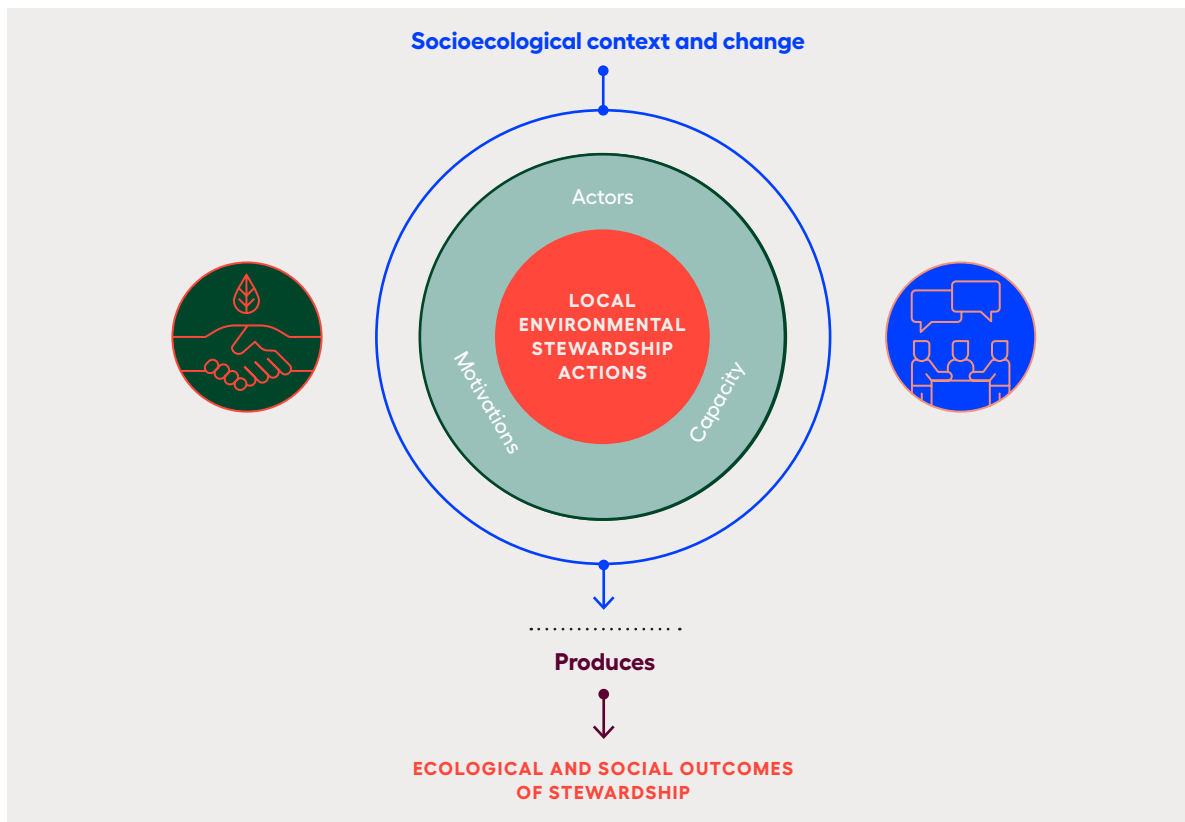 Socioecological context and change
Actors
LOCAL
ENVIRONMENTAL
STEWARDSHIP
ACTIONS
Motivations
Capacity
Produces
ECOLOGICAL AND SOCIAL OUTCOMES
OF STEWARDSHIP